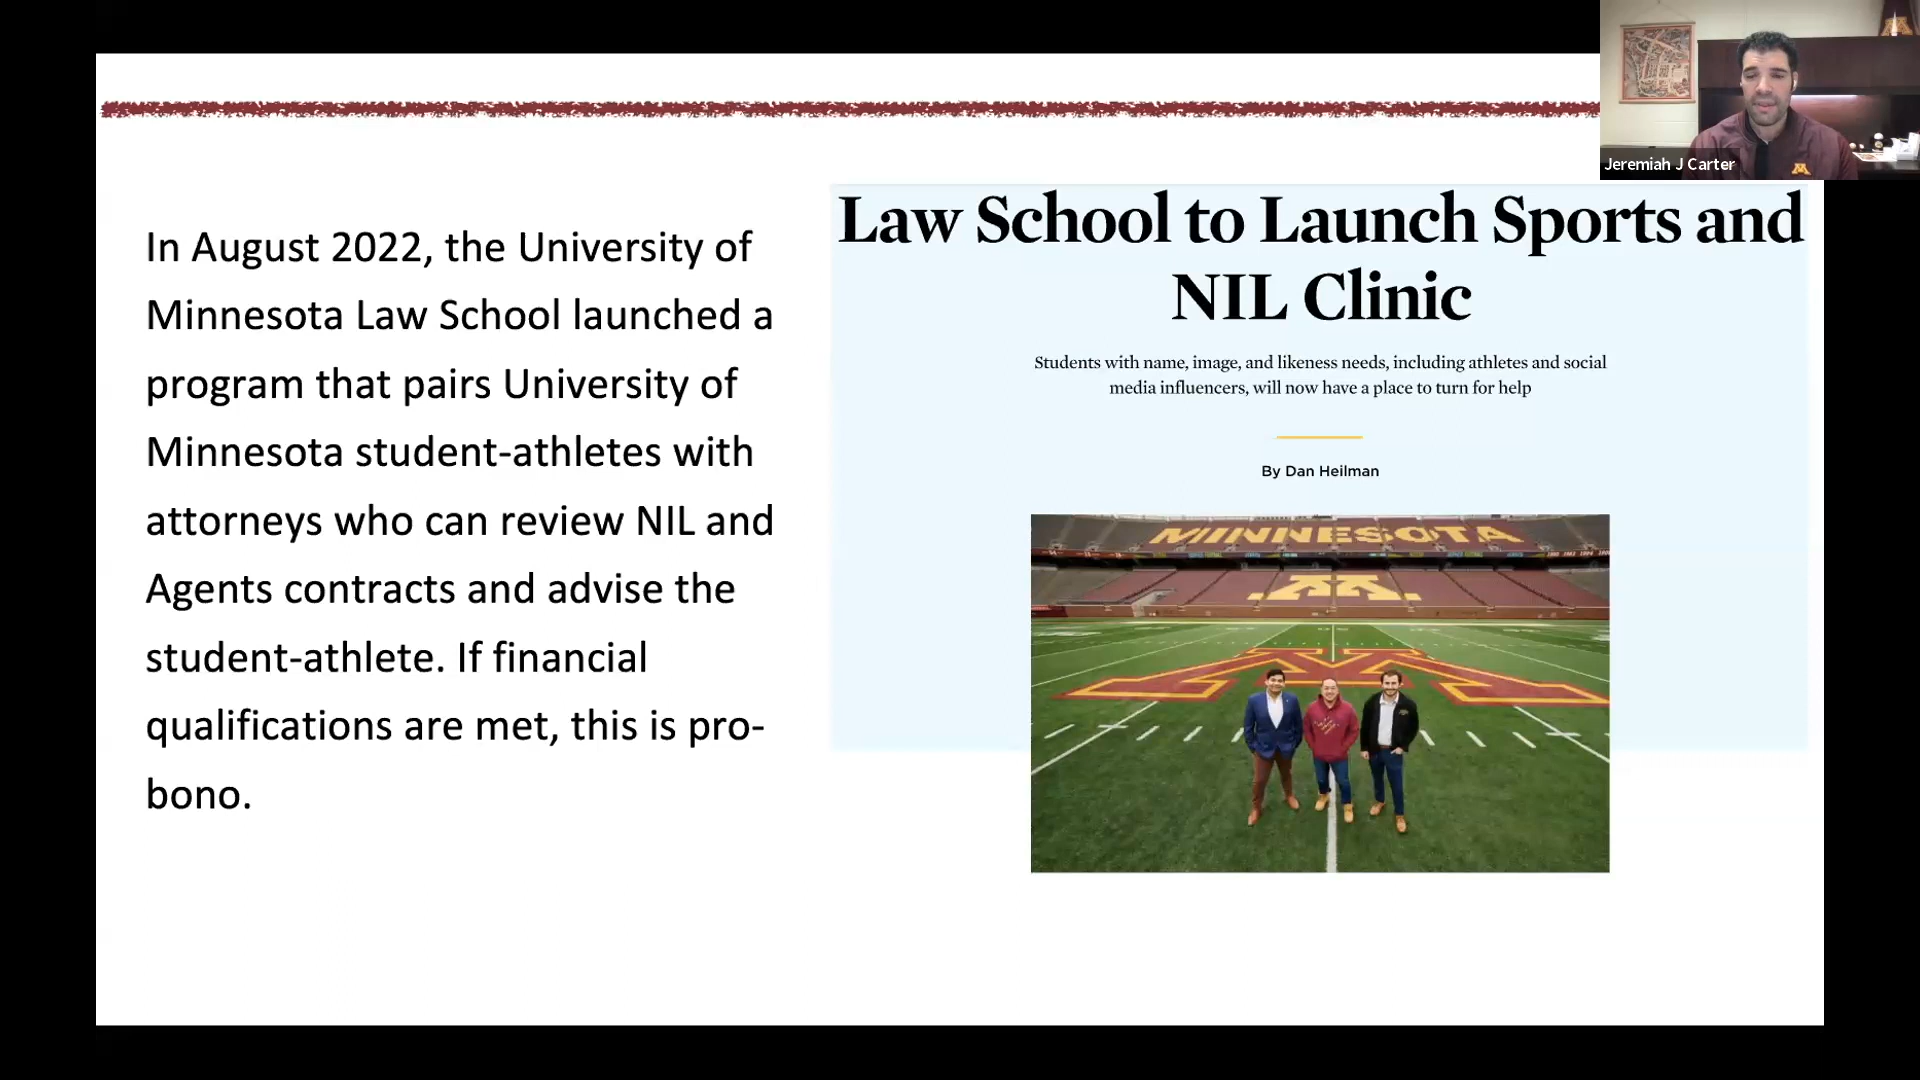 Jeremiah J Carter
In August 2022, the University of
Minnesota Law School launched a
program that pairs University of
Minnesota student-athletes with
attorneys who can review NIL and
Agents contracts and advise the
student-athlete. If financial
qualifications are met, this is pro-
bono.
Law School to Launch Sports and
NIL Clinic
Students with name, image, and likeness needs, including athletes and social
media influencers, will now have a place to turn for help
By Dan Heilman
MINNESOTA
M
M